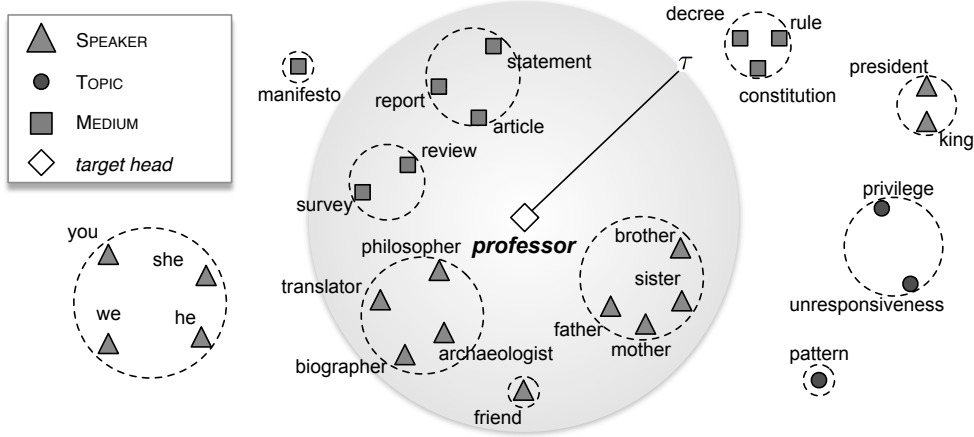 SPEAKER
TOPIC
MEDIUM
target head
manifesto
statement
report
article
review
survey
τ
decree
rule
constitution
president
king
privilege
unresponsiveness
pattern
professor
you
she
we
he
philosopher
translator
biographer
archaeologist
brother
sister
father
mother
friend